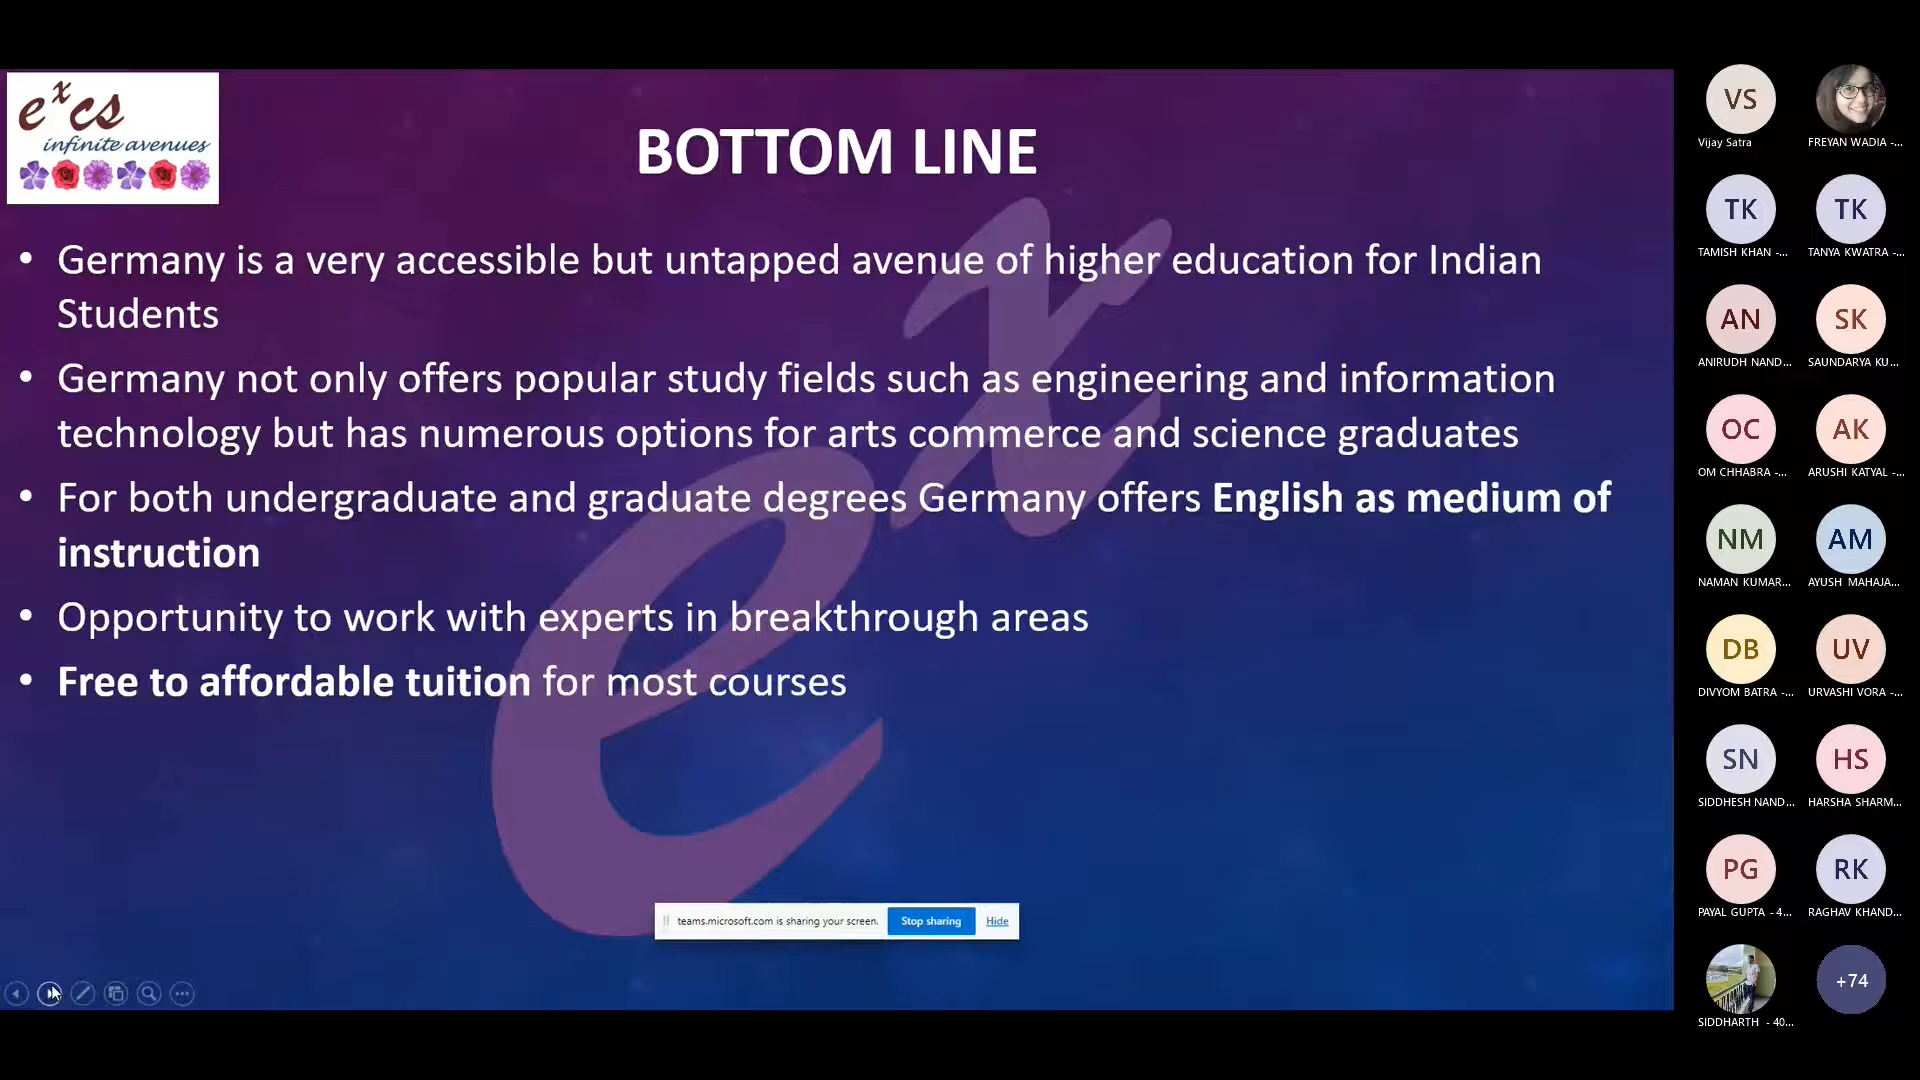 excs
infinite avenues
BOTTOM LINE
• Germany is a very accessible but untapped avenue of higher education for Indian
Students
• Germany not only offers popular study fields such as engineering and information
technology but has numerous options for arts commerce and science graduates
• For both undergraduate and graduate degrees Germany offers English as medium of
instruction
• Opportunity to work with experts in breakthrough areas
• Free to affordable tuition for most courses
ex
teams.microsoft.com is sharing your screen. Stop sharing Hide
VS
Vijay Satra
FREYAN WADIA -...
TK
TAMISH KHAN -...
TK
TANYA KWATRA -...
AN
ANIRUDH NAND...
SK
SAUNDARYA KU...
OC
OM CHHABRA -...
AK
ARUSHI KATYAL -...
NM
NAMAN KUMAR...
AM
AYUSH MAHAJA...
DB
DIVYOM BATRA -...
UV
URVASHI VORA -...
SN
SIDDHESH NAND...
HS
HARSHA SHARM...
PG
PAYAL GUPTA - 4...
RK
RAGHAV KHAND...
SIDDHARTH - 40...
+74